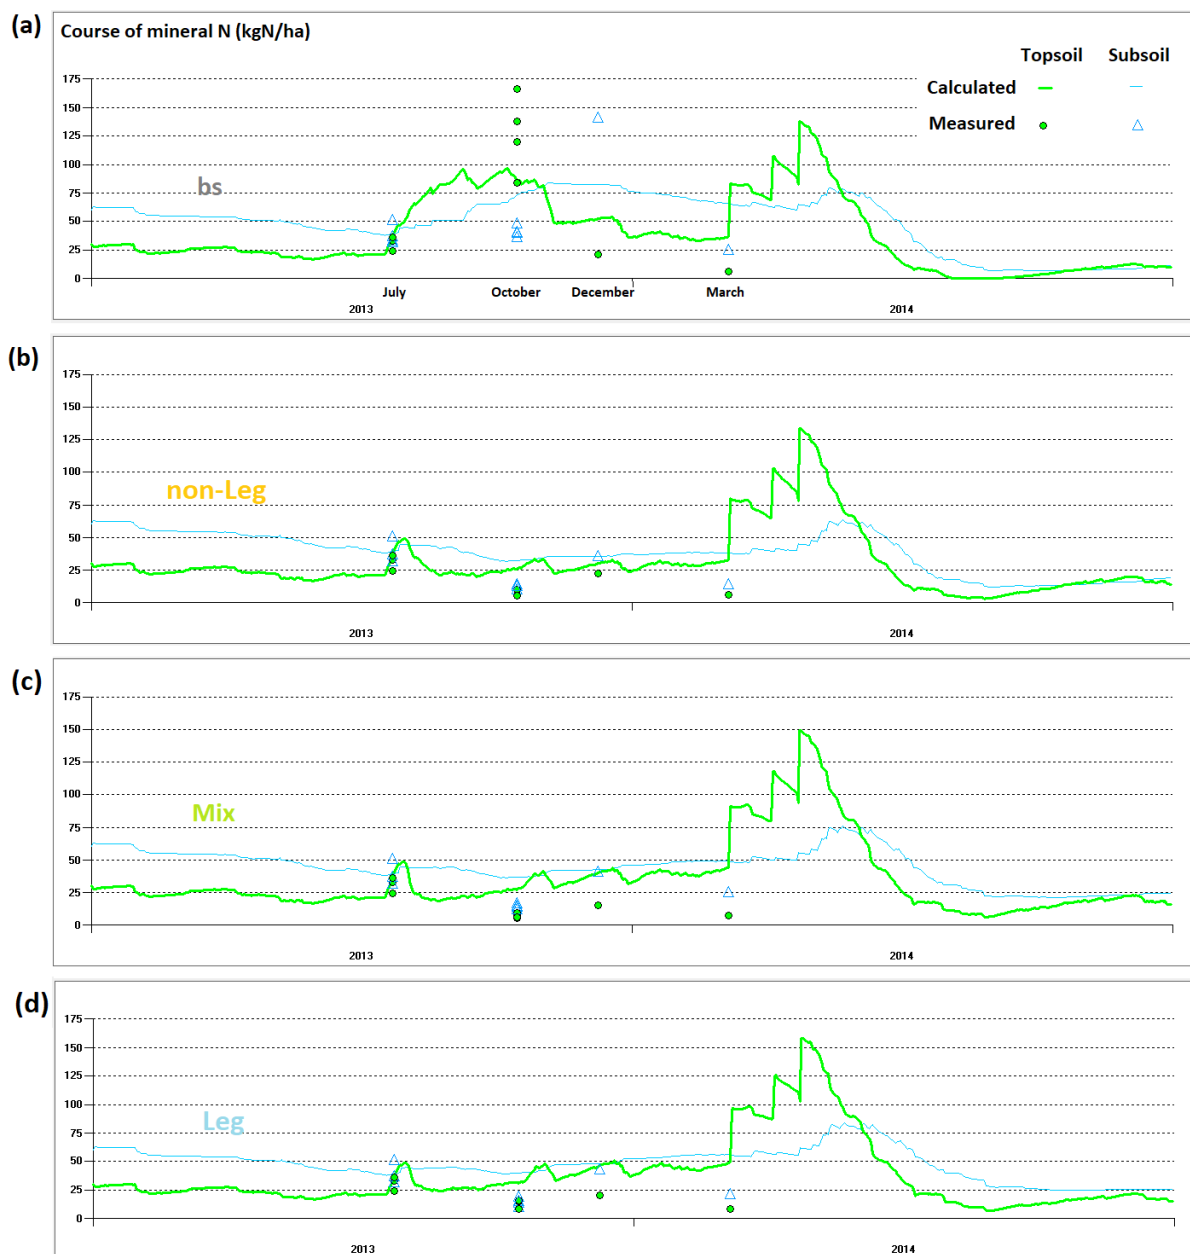 (a)
Course of mineral N (kgN/ha)
Topsoil Subsoil
Calculated
Measured
175
150
125
100
75
50
25
0
bs
July October December March
2013 2014
(b)
175
150
125
100
75
50
25
0
non-Leg
2013 2014
(c)
175
150
125
100
75
50
25
0
Mix
2013 2014
(d)
175
150
125
100
75
50
25
0
Leg
2013 2014